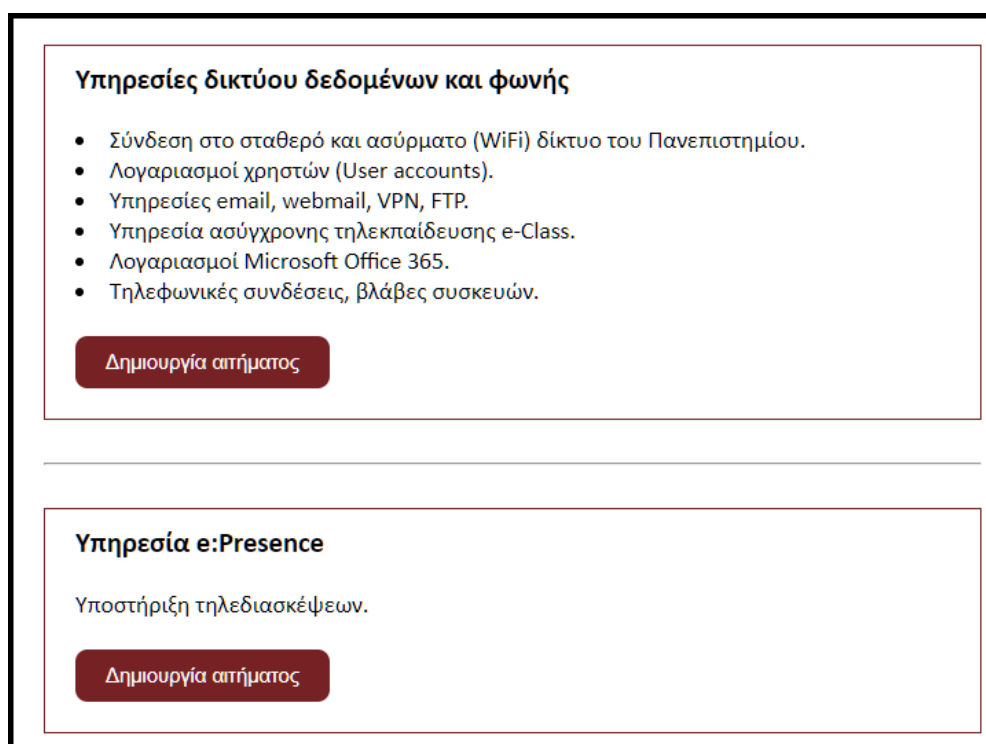 Υπηρεσίες δικτύου δεδομένων και φωνής
• Σύνδεση στο σταθερό και ασύρματο (WiFi) δίκτυο του Πανεπιστημίου.
• Λογαριασμοί χρηστών (User accounts).
• Υπηρεσίες email, webmail, VPN, FTP.
• Υπηρεσία ασύγχρονης τηλεκπαίδευσης e-Class.
• Λογαριασμοί Microsoft Office 365.
• Τηλεφωνικές συνδέσεις, βλάβες συσκευών.
Δημιουργία αιτήματος
Υπηρεσία e:Presence
Υποστήριξη τηλεδιασκέψεων.
Δημιουργία αιτήματος